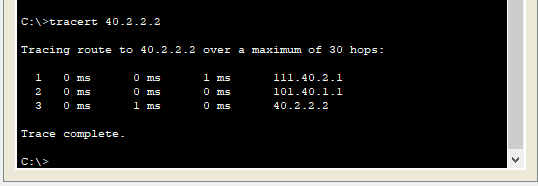 C:\>tracert 40.2.2.2
Tracing route to 40.2.2.2 over a maximum of 30 hops:
1 0 ms 0 ms 1 ms 111.40.2.1
2 0 ms 0 ms 0 ms 101.40.1.1
3 0 ms 1 ms 0 ms 40.2.2.2
Trace complete.
C:\>